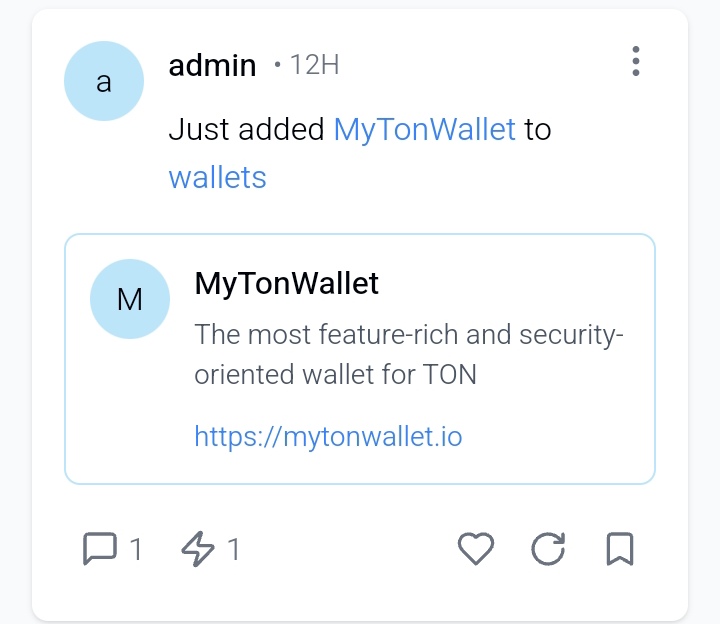 a
admin • 12H
Just added MyTonWallet to
wallets
M
MyTonWallet
The most feature-rich and security-
oriented wallet for TON
https://mytonwallet.io
1 1